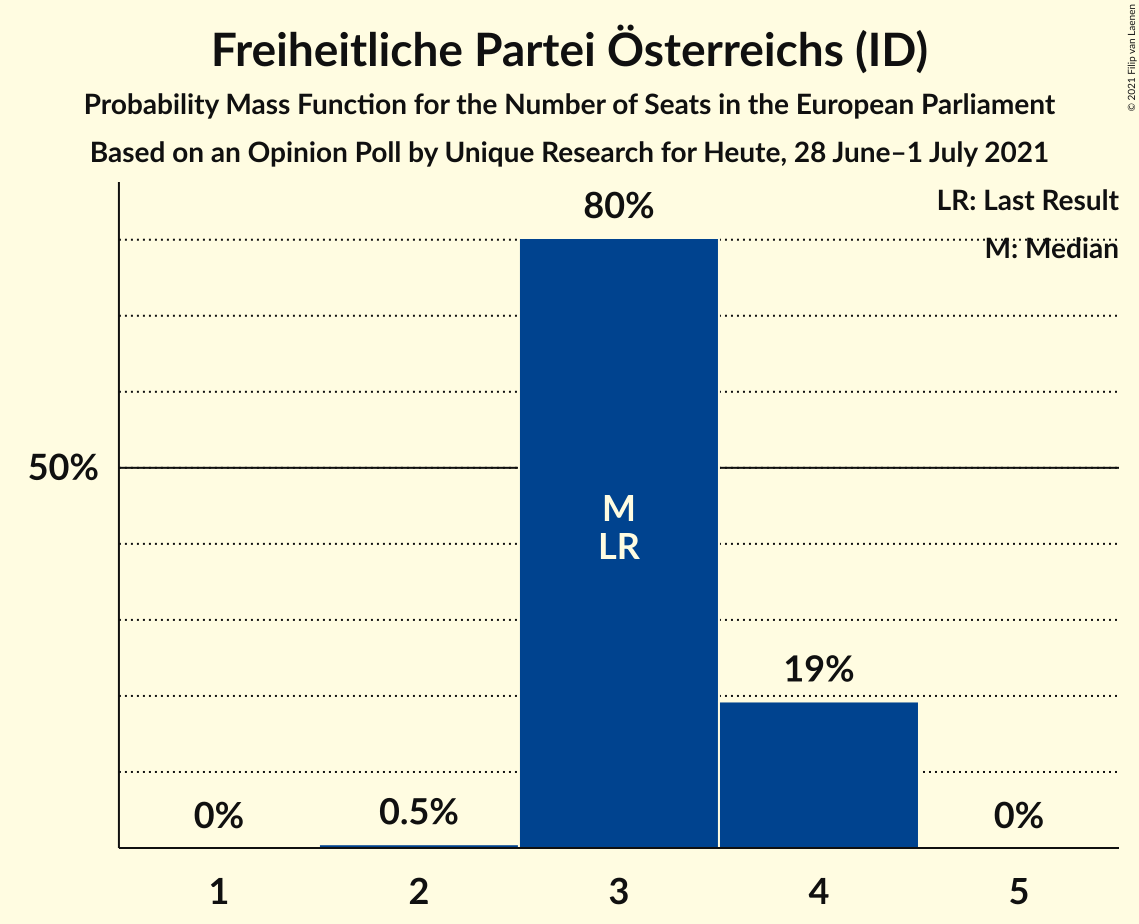 Freiheitliche Partei Österreichs (ID)
Probability Mass Function for the Number of Seats in the European Parliament
Based on an Opinion Poll by Unique Research for Heute, 28 June–1 July 2021
© 2021 Filip van Laenen
LR: Last Result
M: Median
80%
50%
M
LR
19%
0%
0.5%
0%
1
2
3
4
5